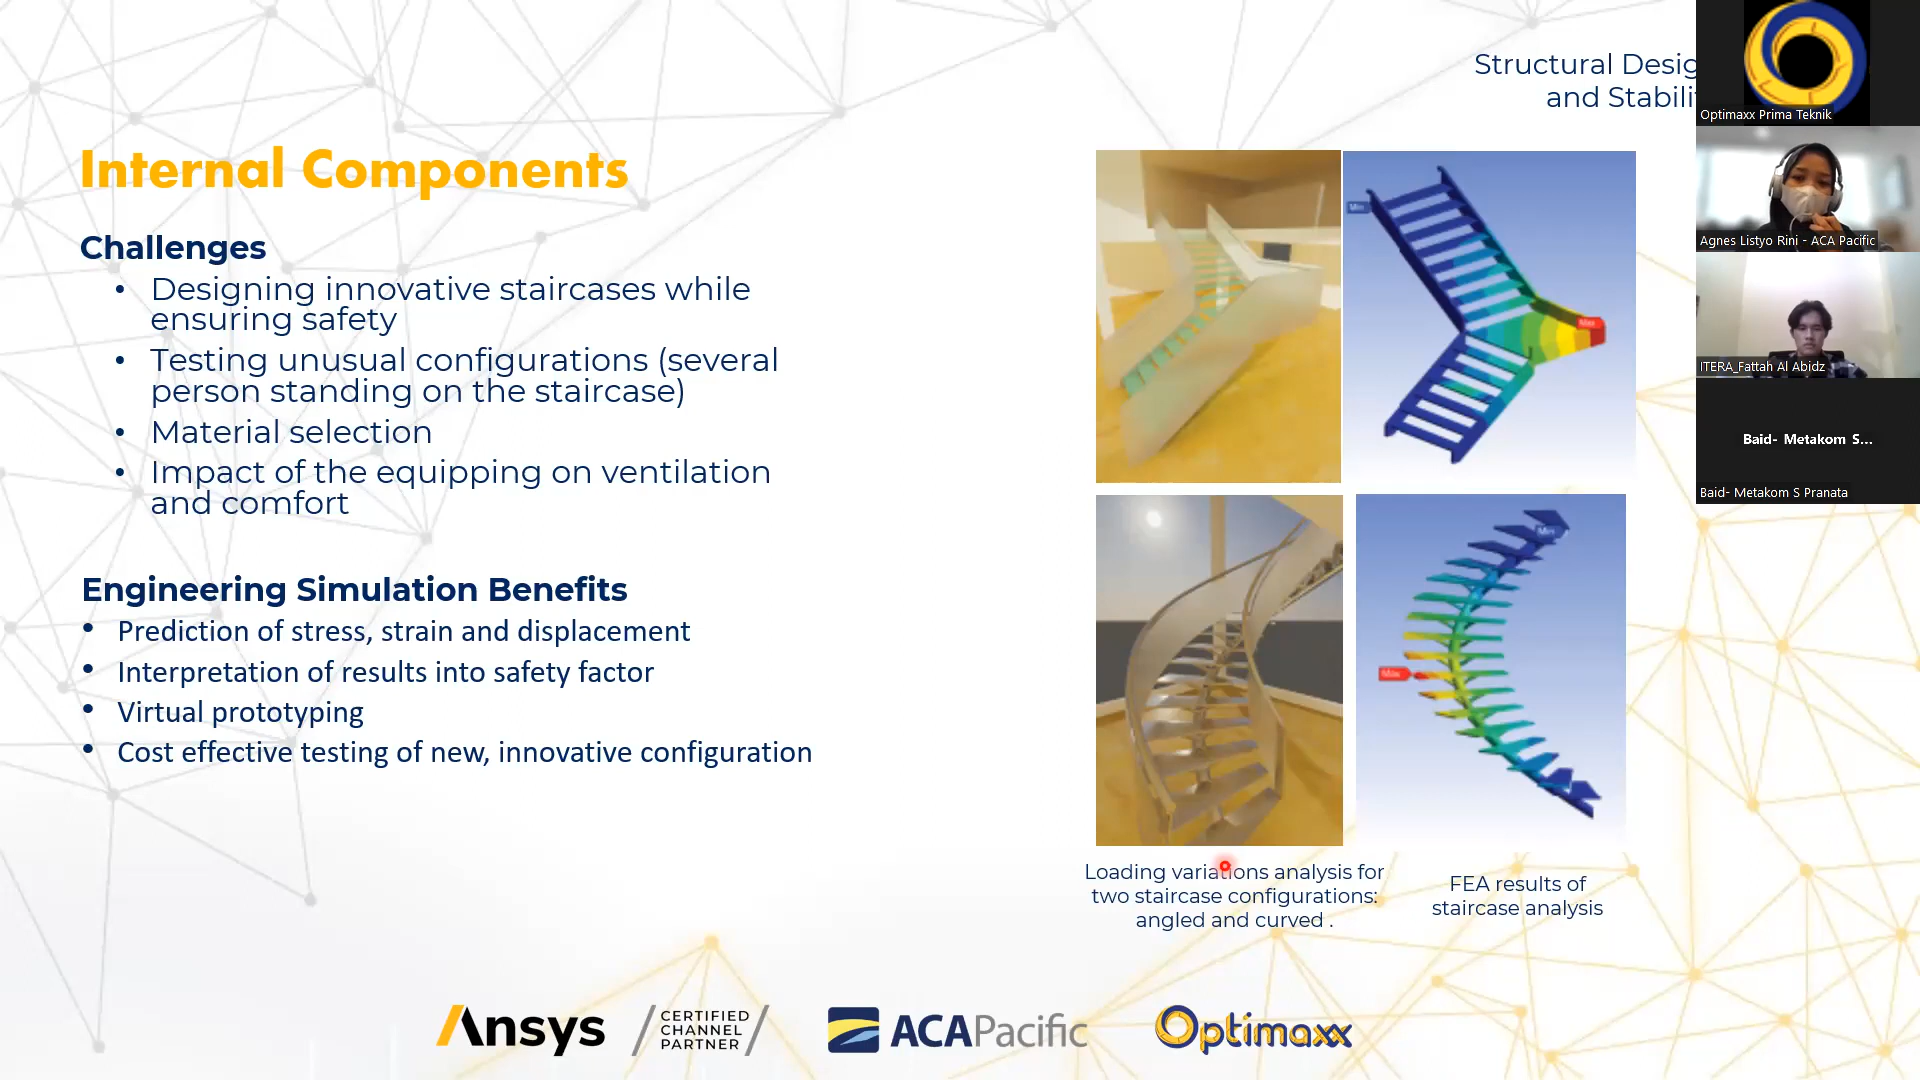 Structural Desig
and Stabili
Internal Components
Challenges
• Designing innovative staircases while
ensuring safety
• Testing unusual configurations (several
person standing on the staircase)
• Material selection
• Impact of the equipping on ventilation
and comfort
Engineering Simulation Benefits
• Prediction of stress, strain and displacement
• Interpretation of results into safety factor
• Virtual prototyping
• Cost effective testing of new, innovative configuration
Min
Max
Min
Max
Loading variations analysis for
two staircase configurations:
angled and curved .
FEA results of
staircase analysis
Ansys
CERTIFIED
CHANNEL
PARTNER
ACAPacific
Optimaxx
Optimaxx Prima Teknik
Agnes Listyo Rini - ACA Pacific
ITERA_Fattah Al Abidz
Baid- Metakom S...
Baid- Metakom S Pranata